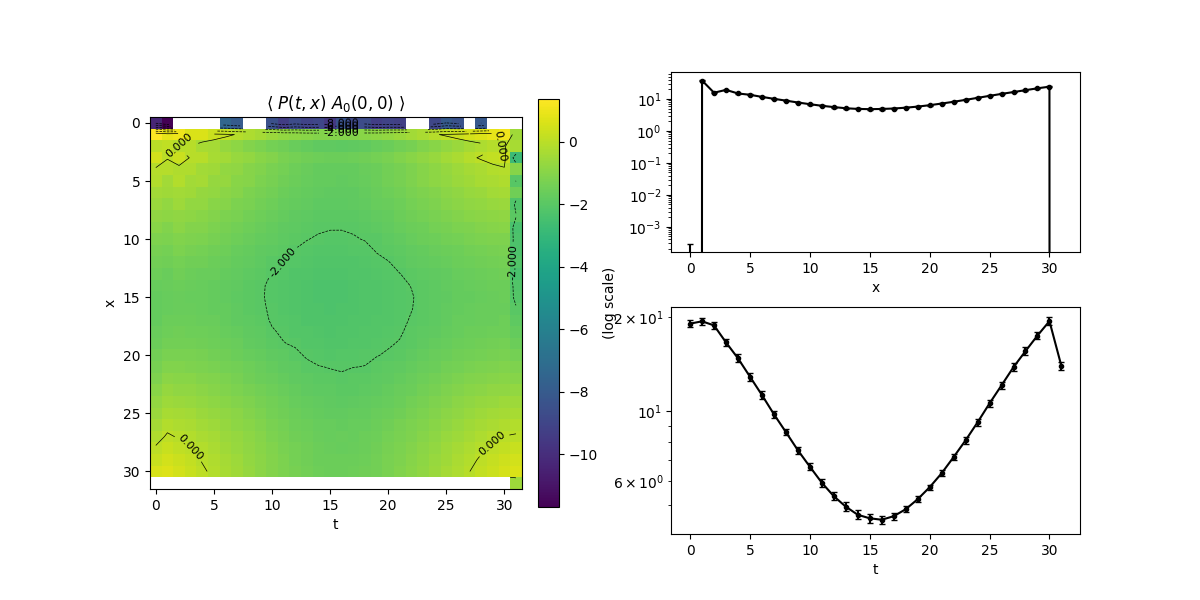 ⟨ P(t, x) A₀(0, 0) ⟩
0
5
10
15
20
25
30
x
0 5 10 15 20 25 30
t
0.000
-2.000
0.000
-2.000
-2.000
0.000
0.000
0
−2
−4
−6
−8
−10
(log scale)
10¹
10⁰
10⁻¹
10⁻²
10⁻³
0 5 10 15 20 25 30
x
2 × 10¹
10¹
6 × 10⁰
0 5 10 15 20 25 30
t